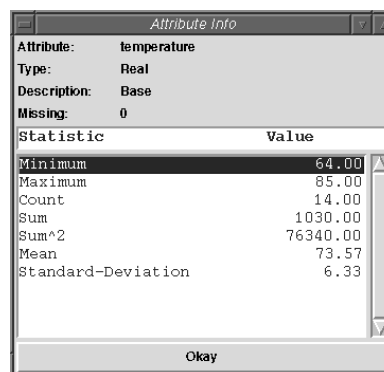 Attribute Info
Attribute: temperature
Type: Real
Description: Base
Missing: 0
Statistic Value
Minimum 64.00
Maximum 85.00
Count 14.00
Sum 1030.00
Sum^2 76340.00
Mean 73.57
Standard-Deviation 6.33
Okay